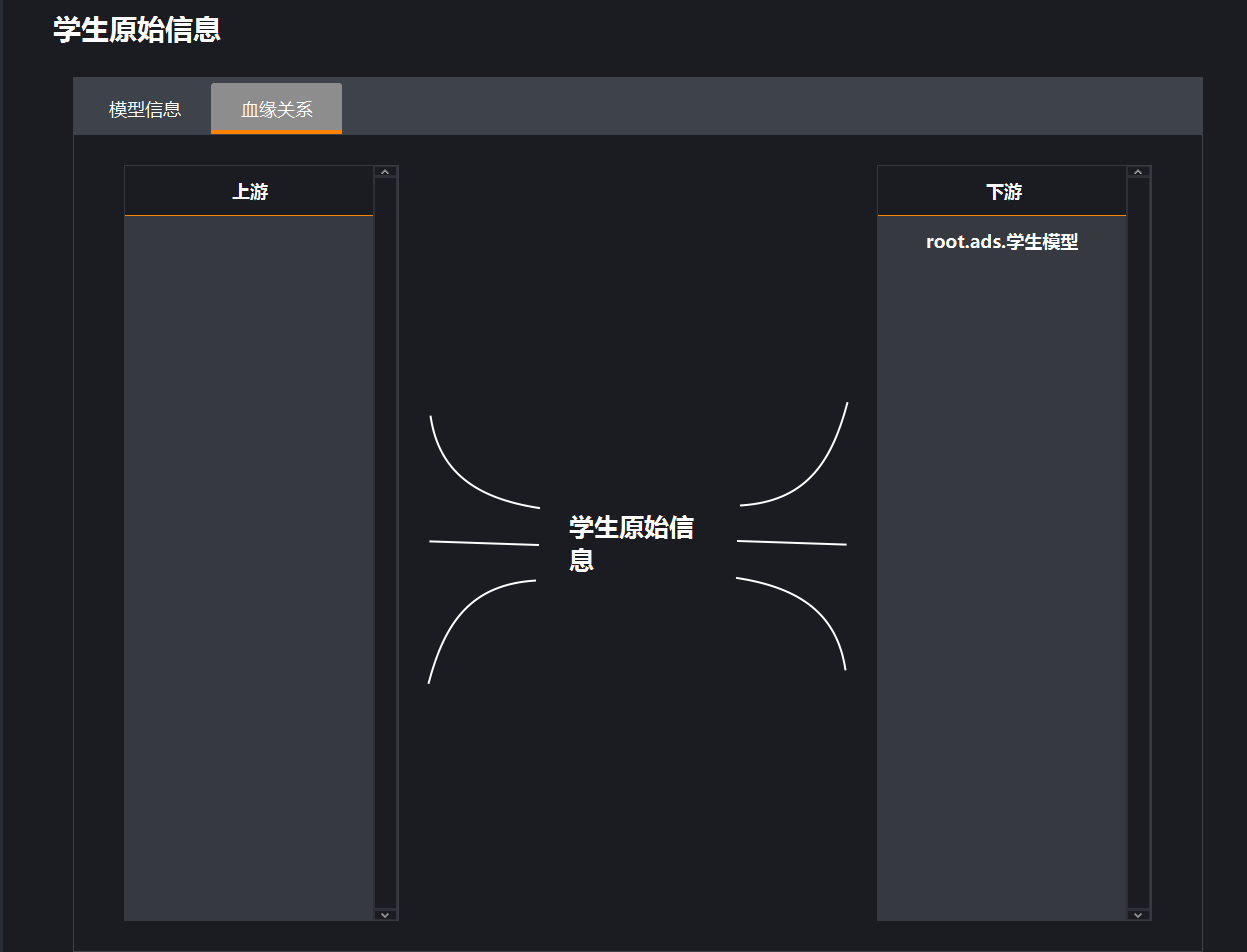 学生原始信息
模型信息
血缘关系
上游
下游
root.ads.学生模型
学生原始信
息